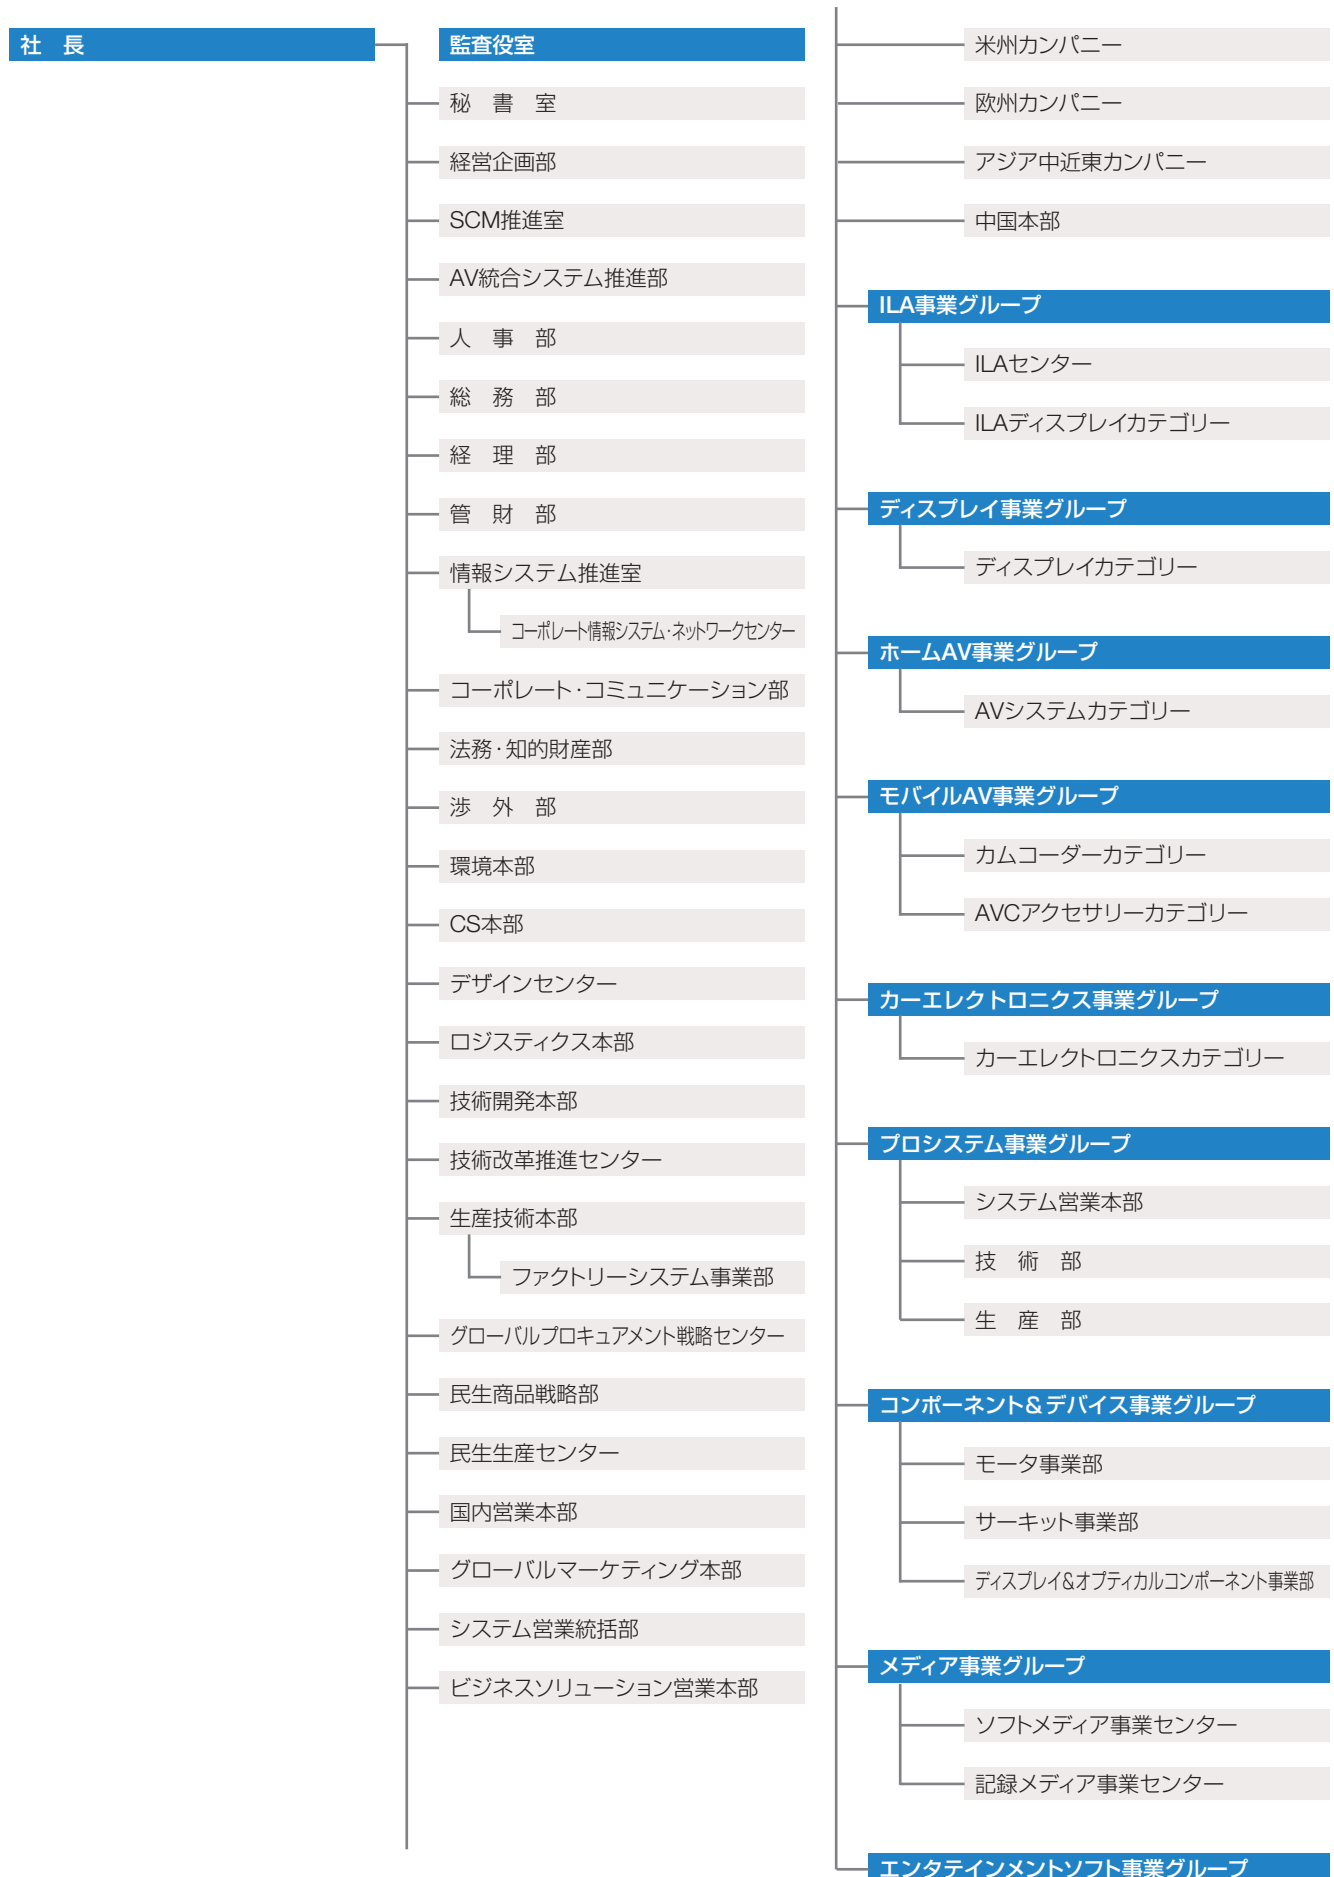 社　長
監査役室
秘　書　室
経営企画部
SCM推進室
AV統合システム推進部
人　事　部
総　務　部
経　理　部
管　財　部
情報システム推進室
コーポレート情報システム・ネットワークセンター
コーポレート・コミュニケーション部
法務・知的財産部
渉　外　部
環境本部
CS本部
デザインセンター
ロジスティクス本部
技術開発本部
技術改革推進センター
生産技術本部
ファクトリーシステム事業部
グローバルプロキュアメント戦略センター
民生商品戦略部
民生生産センター
国内営業本部
グローバルマーケティング本部
システム営業統括部
ビジネスソリューション営業本部
米州カンパニー
欧州カンパニー
アジア中近東カンパニー
中国本部
ILA事業グループ
ILAセンター
ILAディスプレイカテゴリー
ディスプレイ事業グループ
ディスプレイカテゴリー
ホームAV事業グループ
AVシステムカテゴリー
モバイルAV事業グループ
カムコーダーカテゴリー
AVCアクセサリーカテゴリー
カーエレクトロニクス事業グループ
カーエレクトロニクスカテゴリー
プロシステム事業グループ
システム営業本部
技　術　部
生　産　部
コンポーネント&デバイス事業グループ
モータ事業部
サーキット事業部
ディスプレイ&オプティカルコンポーネント事業部
メディア事業グループ
ソフトメディア事業センター
記録メディア事業センター
エンタテインメントソフト事業グループ